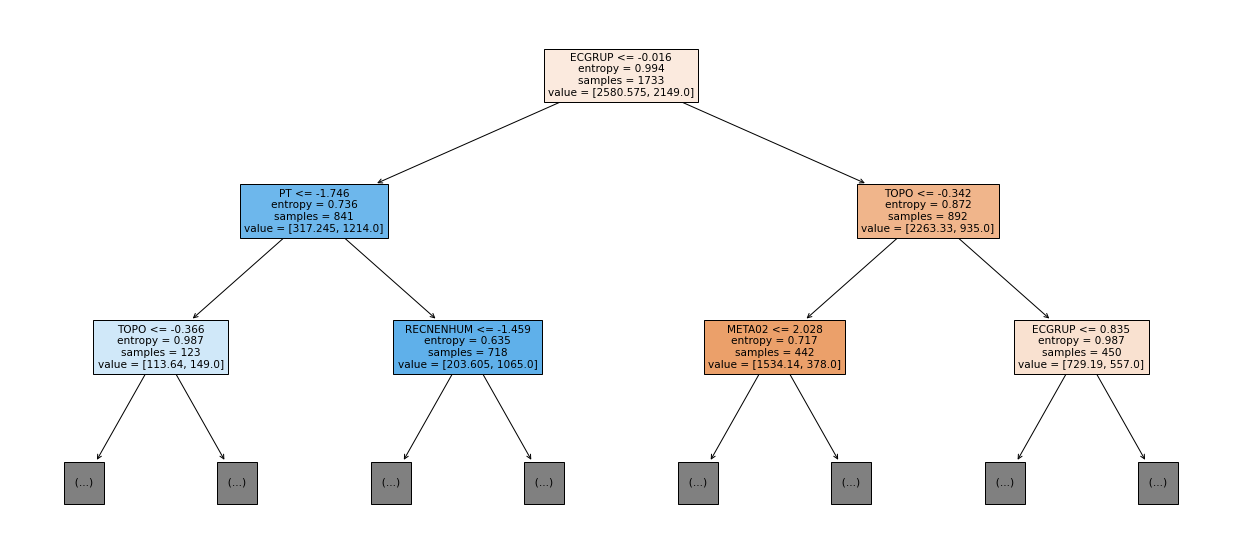 ECGRUP <= -0.016
entropy = 0.994
samples = 1733
value = [2580.575, 2149.0]
PT <= -1.746
entropy = 0.736
samples = 841
value = [317.245, 1214.0]
TOPO <= -0.342
entropy = 0.872
samples = 892
value = [2263.33, 935.0]
TOPO <= -0.366
entropy = 0.987
samples = 123
value = [113.64, 149.0]
RECNENHUM <= -1.459
entropy = 0.635
samples = 718
value = [203.605, 1065.0]
META02 <= 2.028
entropy = 0.717
samples = 442
value = [1534.14, 378.0]
ECGRUP <= 0.835
entropy = 0.987
samples = 450
value = [729.19, 557.0]
(...)
(...)
(...)
(...)
(...)
(...)
(...)
(...)